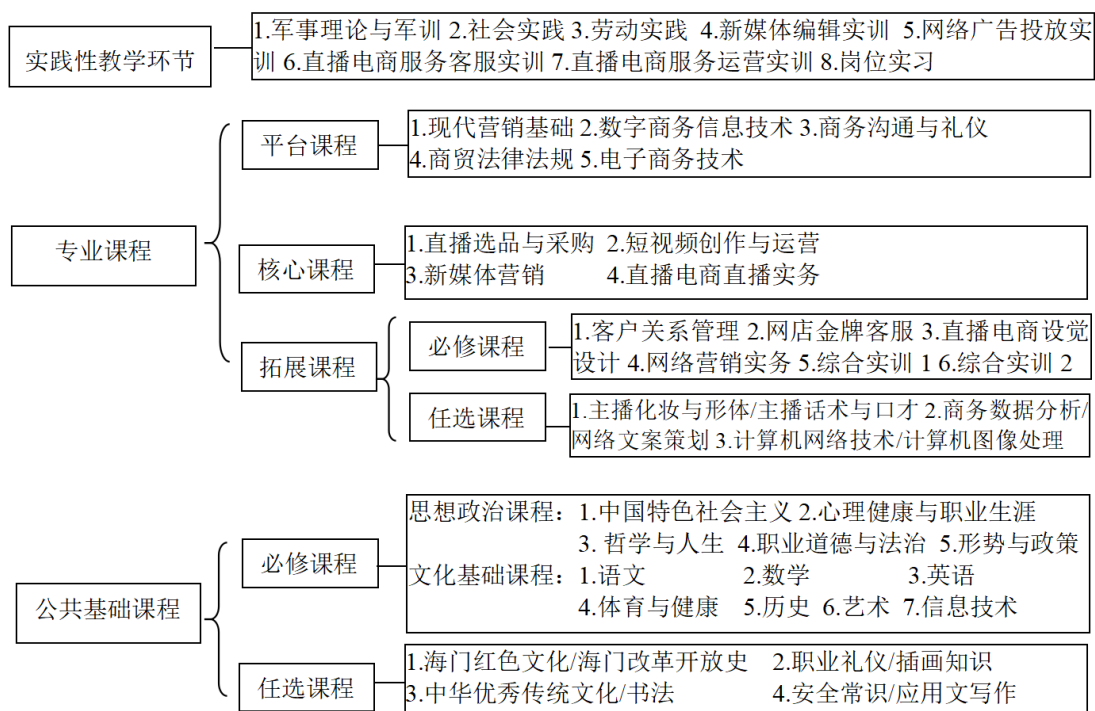 实践性教学环节
1.军事理论与军训 2.社会实践 3.劳动实践 4.新媒体编辑实训 5.网络广告投放实
训 6.直播电商服务客服实训 7.直播电商服务运营实训 8.岗位实习
专业课程
平台课程
1.现代营销基础 2.数字商务信息技术 3.商务沟通与礼仪
4.商贸法律法规 5.电子商务技术
核心课程
1.直播选品与采购 2.短视频创作与运营
3.新媒体营销 4.直播电商直播实务
拓展课程
必修课程
1.客户关系管理 2.网店金牌客服 3.直播电商设觉
设计 4.网络营销实务 5.综合实训 1 6.综合实训 2
任选课程
1.主播化妆与形体/主播话术与口才 2.商务数据分析/
网络文案策划 3.计算机网络技术/计算机图像处理
公共基础课程
必修课程
思想政治课程：1.中国特色社会主义 2.心理健康与职业生涯
3. 哲学与人生 4.职业道德与法治 5.形势与政策
文化基础课程：1.语文 2.数学 3.英语
4.体育与健康 5.历史 6.艺术 7.信息技术
任选课程
1.海门红色文化/海门改革开放史 2.职业礼仪/插画知识
3.中华优秀传统文化/书法 4.安全常识/应用文写作